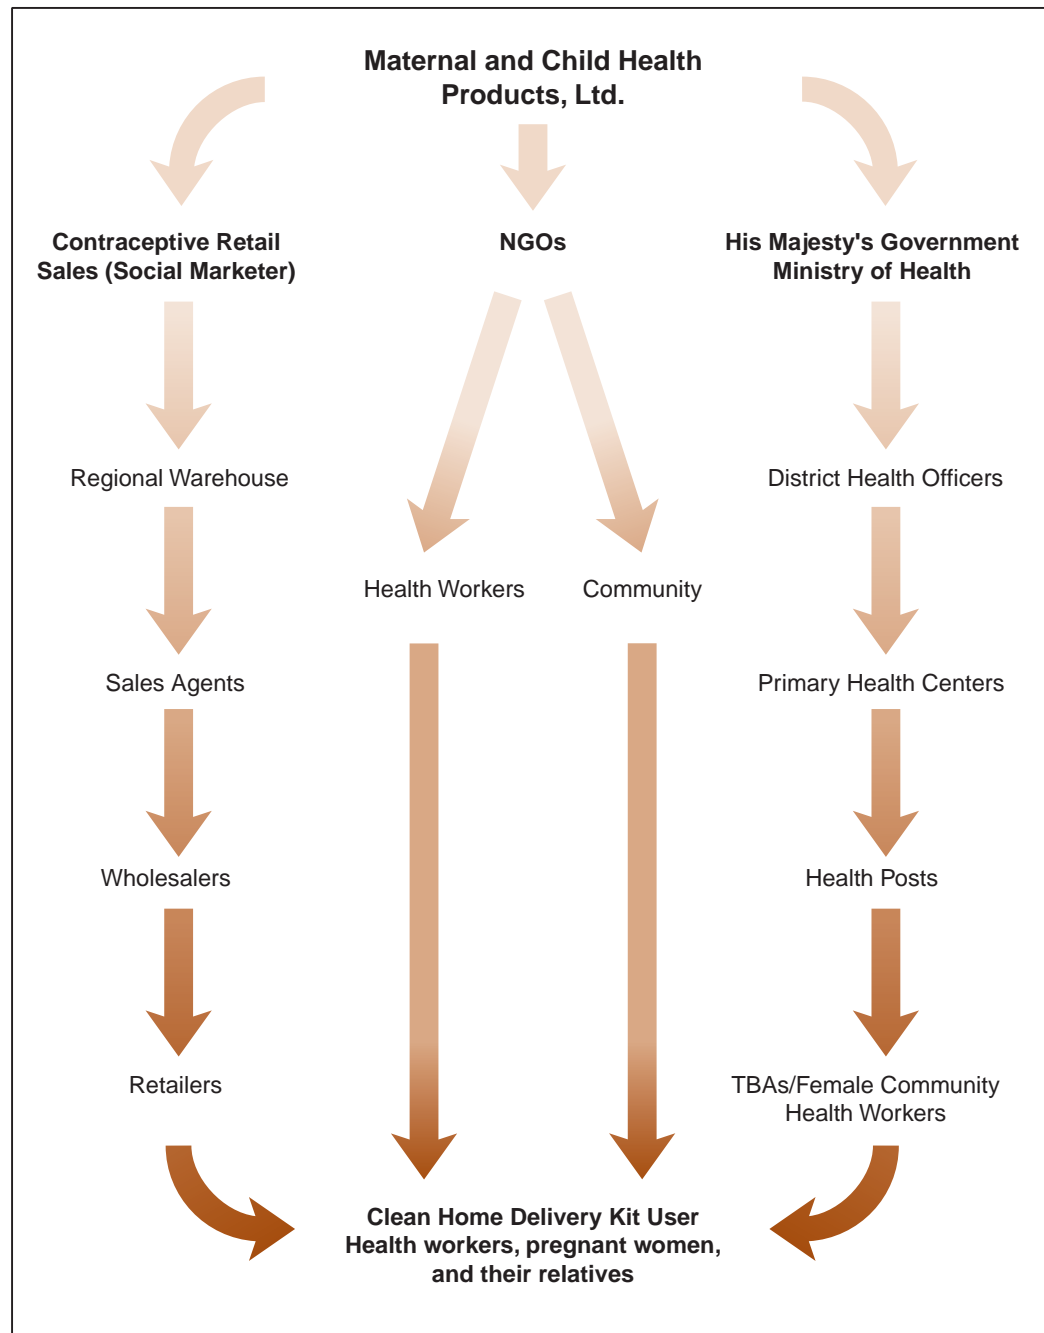 Maternal and Child Health
Products, Ltd.
Contraceptive Retail
Sales (Social Marketer)
NGOs
His Majesty's Government
Ministry of Health
Regional Warehouse
District Health Officers
Health Workers
Community
Sales Agents
Primary Health Centers
Wholesalers
Health Posts
Retailers
TBAs/Female Community
Health Workers
Clean Home Delivery Kit User
Health workers, pregnant women,
and their relatives